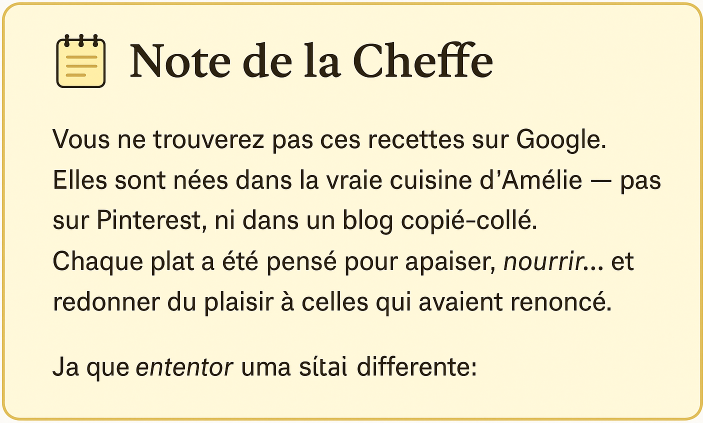 Note de la Cheffe
Vous ne trouverez pas ces recettes sur Google.
Elles sont nées dans la vraie cuisine d’Amélie — pas
sur Pinterest, ni dans un blog copié-collé.
Chaque plat a été pensé pour apaiser, nourrir... et
redonner du plaisir à celles qui avaient renoncé.
Ja que ententor uma sítai differente: